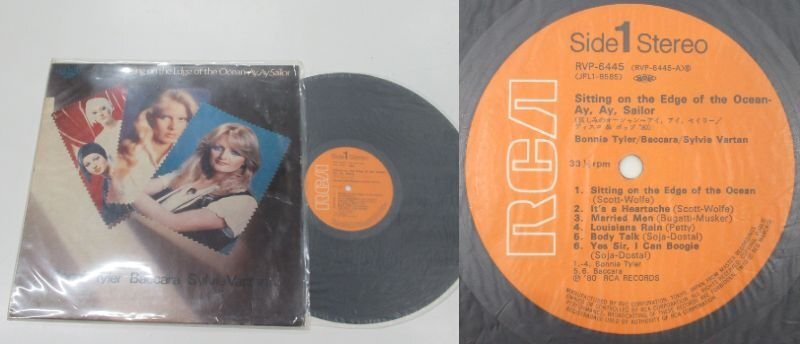 Sitting on the Edge of the Ocean-Ay, Ay, Sailor
Tyler Baccara Sylvie Vartan
RCA
Side 1 Stereo
RCA
Side 1 Stereo
RVP-6445 (RVP-6445-A)Ⓡ
(JPL1-8585)
Sitting on the Edge of the Ocean-
Ay, Ay, Sailor
Bonnie Tyler/Baccara/Sylvie Vartan
33⅓ rpm
1. Sitting on the Edge of the Ocean
(Scott-Wolfe)
2. It's a Heartache (Scott-Wolfe)
3. Married Men (Bugatti-Musker)
4. Louisiana Rain (Petty)
5. Body Talk (Soja-Dostal)
6. Yes Sir, I Can Boogie
(Soja-Dostal)
1.-4. Bonnie Tyler
5.6. Baccara
Ⓟ '80 RCA RECORDS